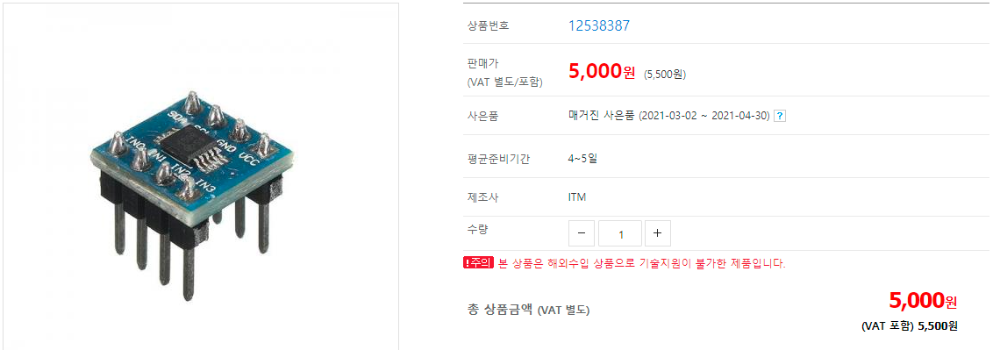 상품번호 12538387
판매가
(VAT 별도/포함) 5,000원 (5,500원)
사은품 매거진 사은품 (2021-03-02 ~ 2021-04-30) ?
평균준비기간 4~5일
제조사 ITM
수량 − 1 +
!주의 본 상품은 해외수입 상품으로 기술지원이 불가한 제품입니다.
총 상품금액 (VAT 별도) 5,000원
(VAT 포함) 5,500원
GND VCC
IN1 IN2 IN3